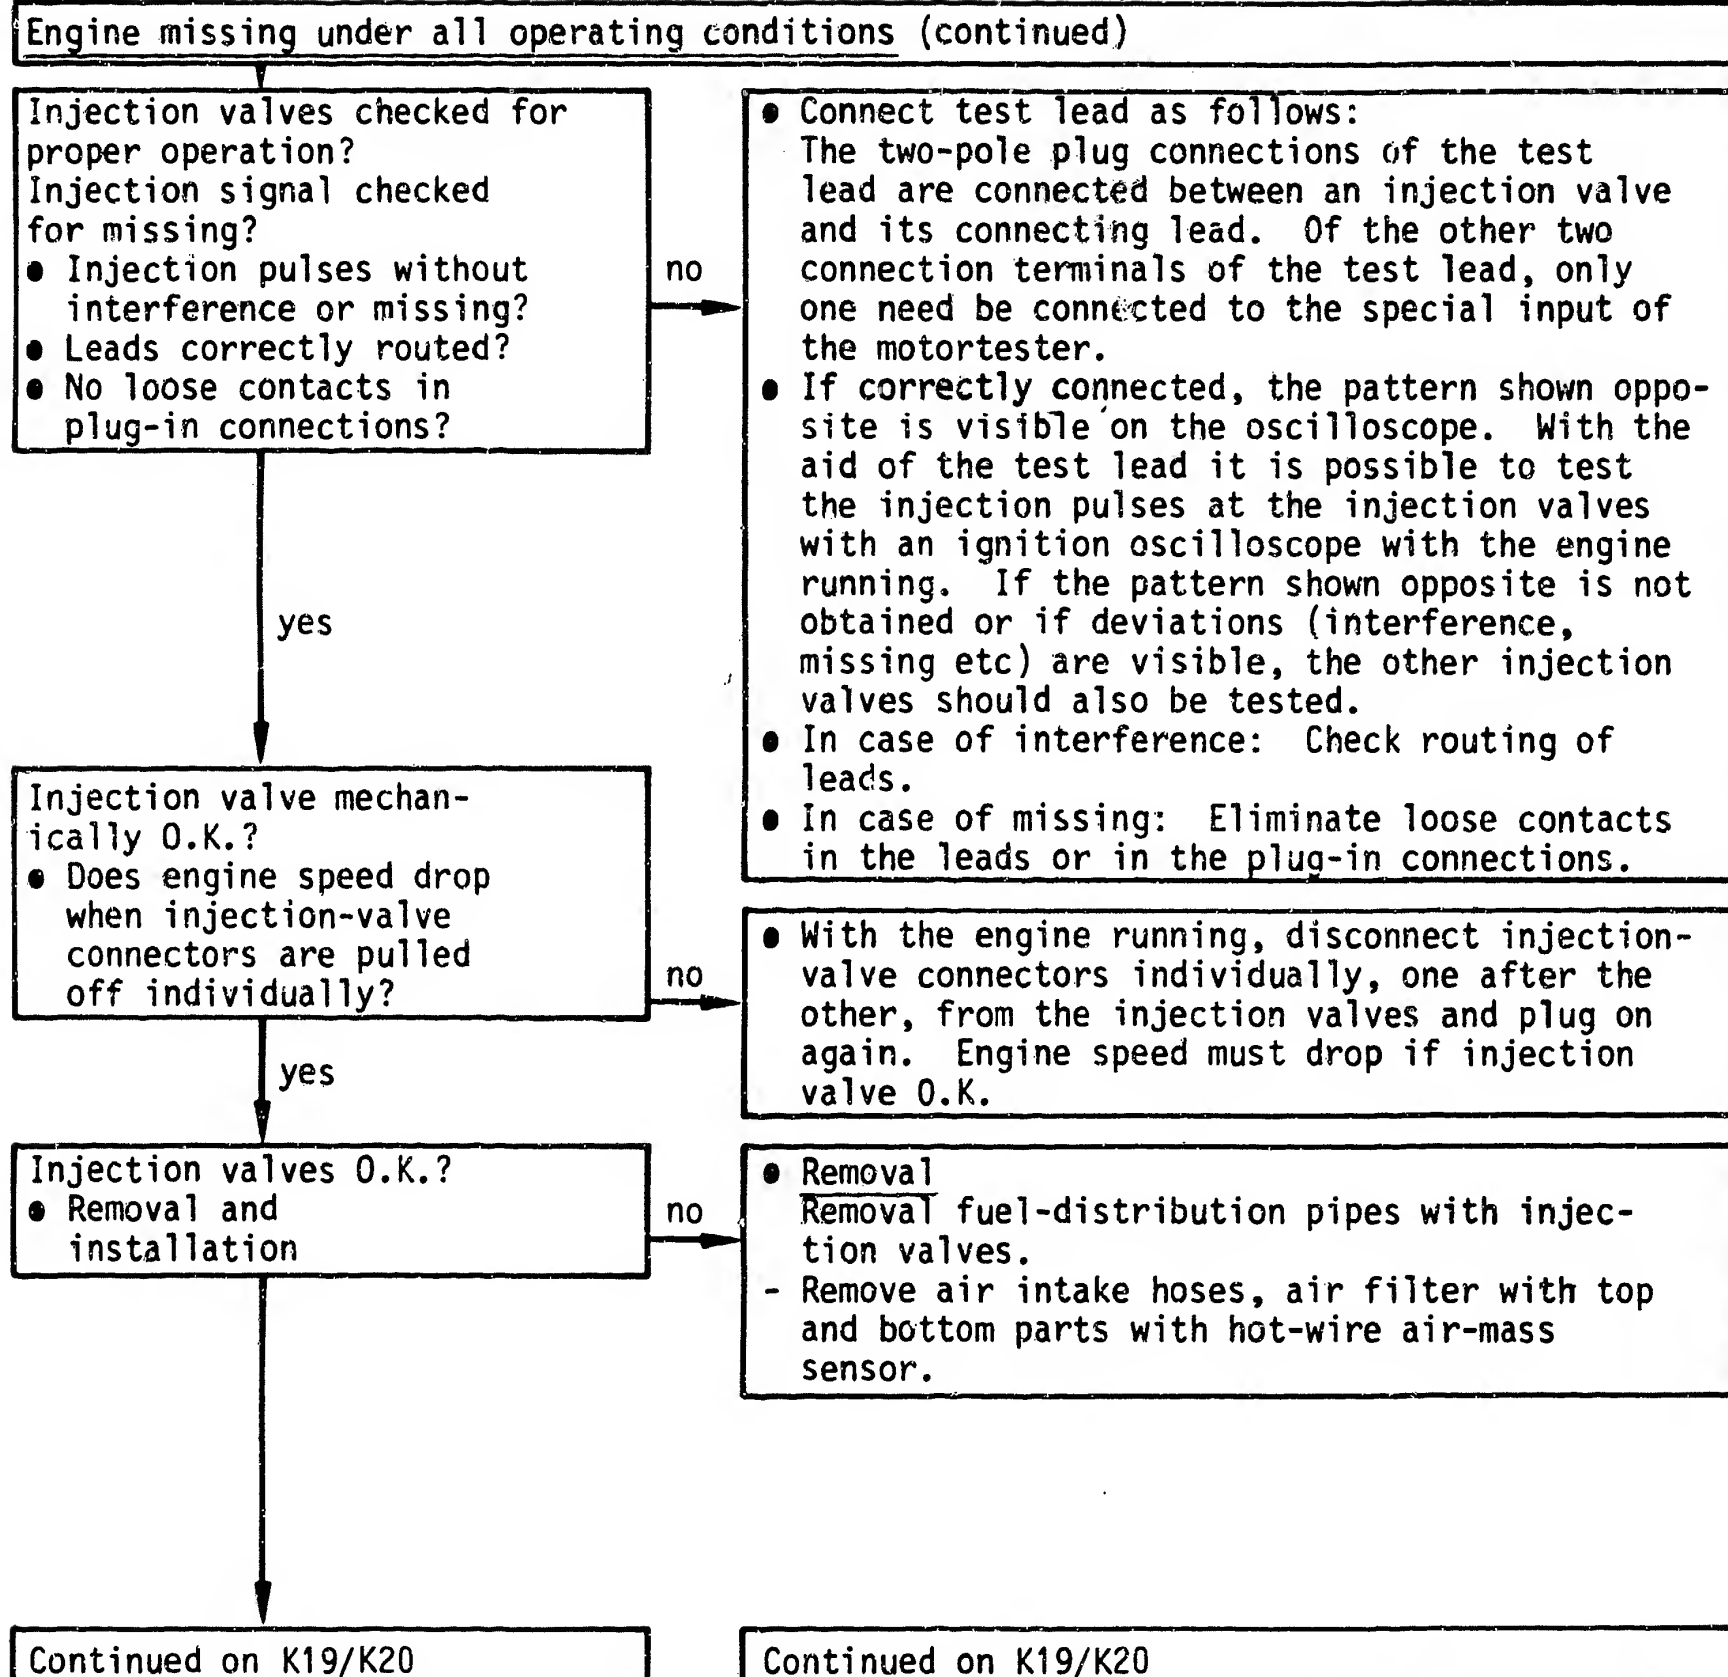 Engine missing under all operating conditions (continued)
Injection valves checked for
proper operation?
Injection signal checked
for missing?
● Injection pulses without
interference or missing?
● Leads correctly routed?
● No loose contacts in
plug-in connections?
no
● Connect test lead as follows:
The two-pole plug connections of the test
lead are connected between an injection valve
and its connecting lead. Of the other two
connection terminals of the test lead, only
one need be connected to the special input of
the motortester.
● If correctly connected, the pattern shown oppo-
site is visible on the oscilloscope. With the
aid of the test lead it is possible to test
the injection pulses at the injection valves
with an ignition oscilloscope with the engine
running. If the pattern shown opposite is not
obtained or if deviations (interference,
missing etc) are visible, the other injection
valves should also be tested.
● In case of interference: Check routing of
leads.
● In case of missing: Eliminate loose contacts
in the leads or in the plug-in connections.
yes
Injection valve mechan-
ically O.K.?
● Does engine speed drop
when injection-valve
connectors are pulled
off individually?
no
● With the engine running, disconnect injection-
valve connectors individually, one after the
other, from the injection valves and plug on
again. Engine speed must drop if injection
valve O.K.
yes
Injection valves O.K.?
● Removal and
installation
no
● Removal
Removal fuel-distribution pipes with injec-
tion valves.
- Remove air intake hoses, air filter with top
and bottom parts with hot-wire air-mass
sensor.
Continued on K19/K20
Continued on K19/K20